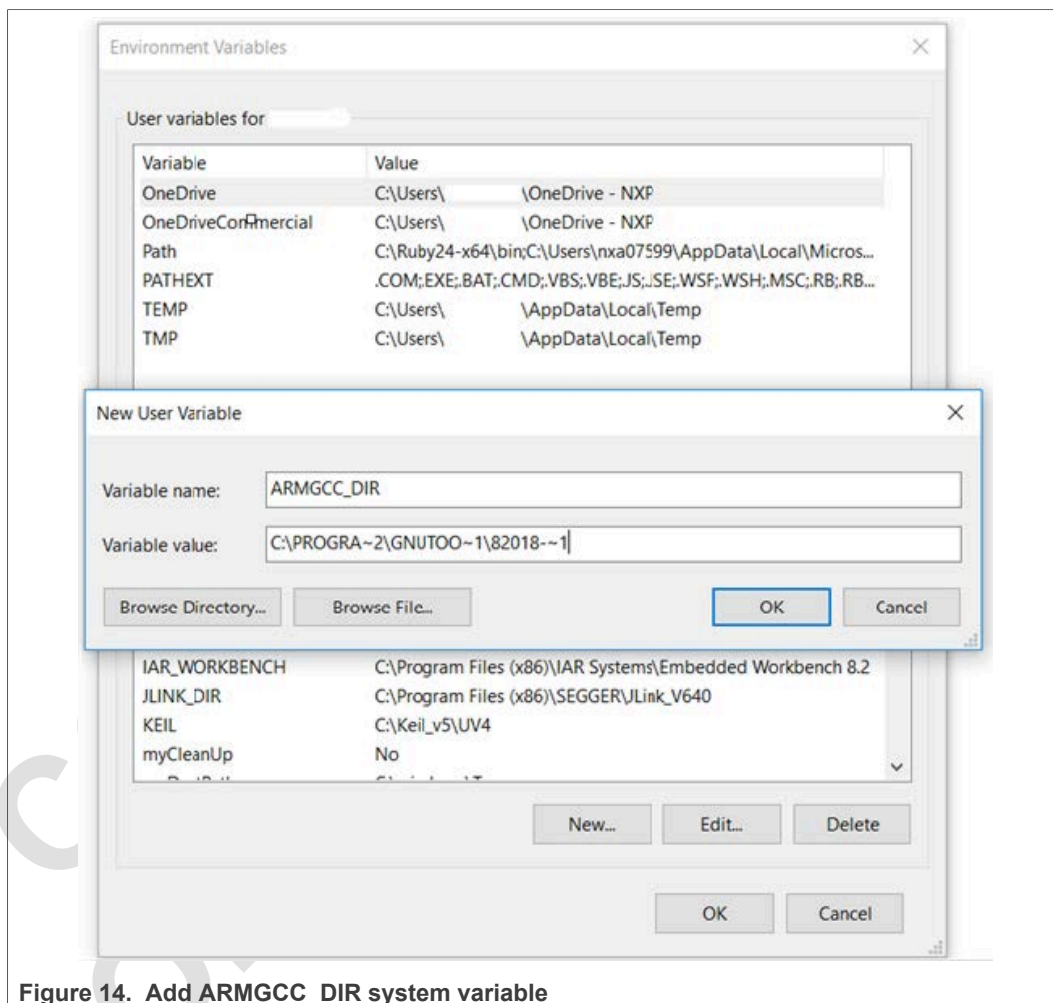 Environment Variables
User variables for
Variable Value
OneDrive C:\Users\ \OneDrive - NXP
OneDriveCommercial C:\Users\ \OneDrive - NXP
Path C:\Ruby24-x64\bin;C:\Users\nxa07599\AppData\Local\Micros...
PATHEXT .COM;.EXE;.BAT;.CMD;.VBS;.VBE;.JS;.JSE;.WSF;.WSH;.MSC;.RB;.RB...
TEMP C:\Users\ \AppData\Local\Temp
TMP C:\Users\ \AppData\Local\Temp
New User Variable
Variable name: ARMGCC_DIR
Variable value: C:\PROGRA~2\GNUTOO~1\82018-~1
Browse Directory... Browse File... OK Cancel
IAR_WORKBENCH C:\Program Files (x86)\IAR Systems\Embedded Workbench 8.2
JLINK_DIR C:\Program Files (x86)\SEGGER\JLink_V640
KEIL C:\Keil_v5\UV4
myCleanUp No
New... Edit... Delete
OK Cancel
Figure 14. Add ARMGCC_DIR system variable